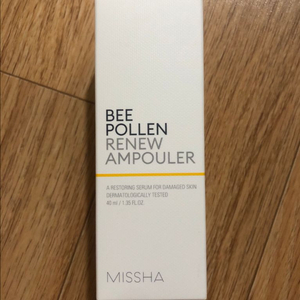 BEE
POLLEN
RENEW
AMPOULER
A RESTORING SERUM FOR DAMAGED SKIN
DERMATOLOGICALLY TESTED
40 ml / 1.35 FL.OZ
MISSHA